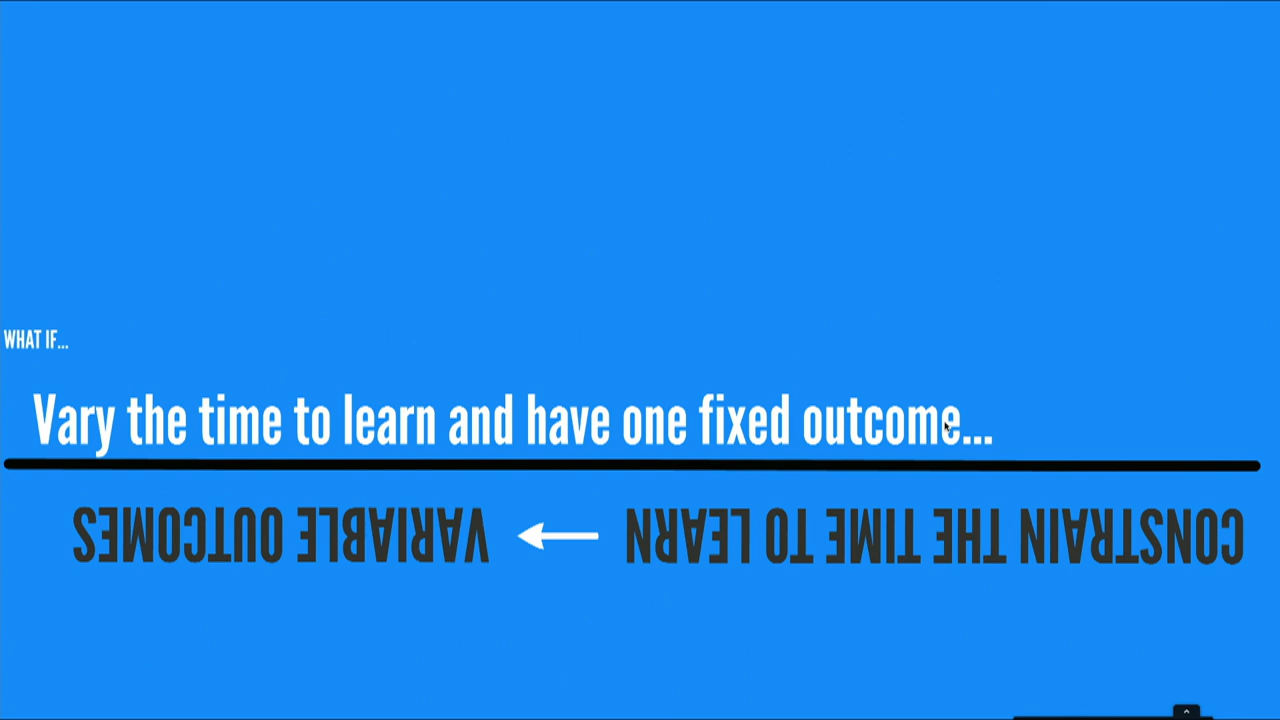 WHAT IF...
Vary the time to learn and have one fixed outcome...
CONSTRAIN THE TIME TO LEARN → VARIABLE OUTCOMES